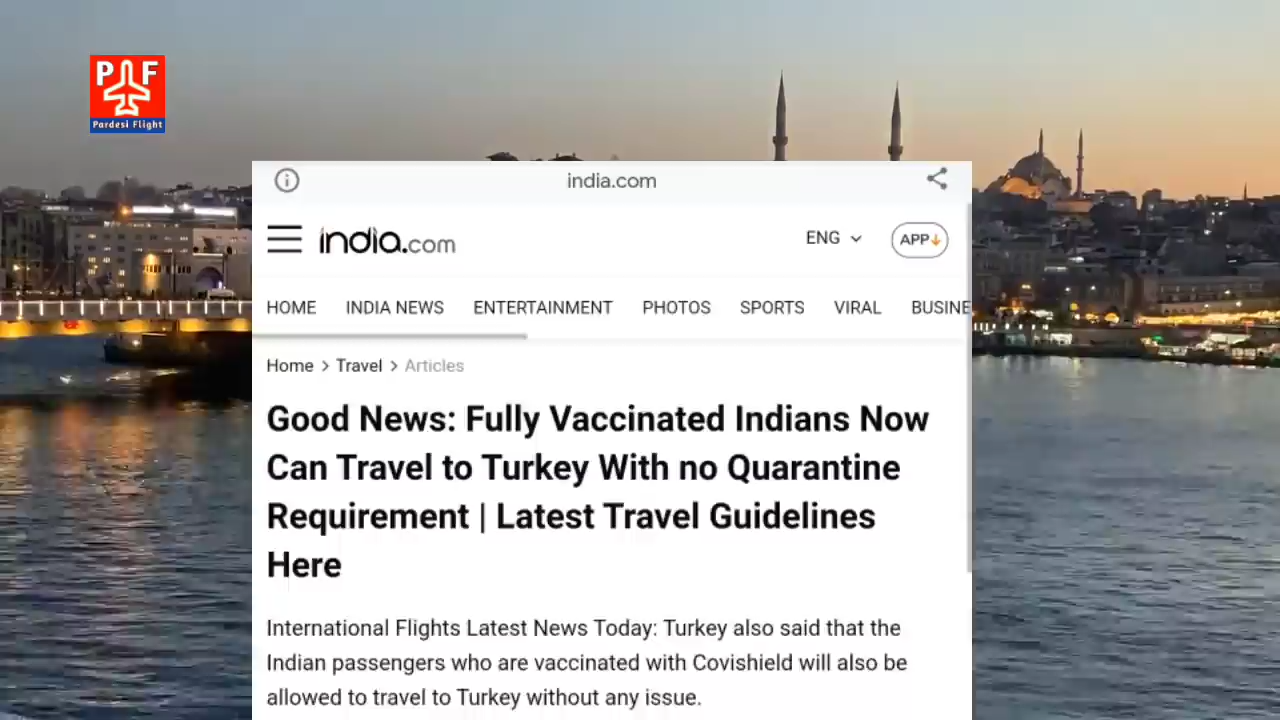 P F
Pardesi Flight
india.com
india.com
ENG
APP
HOME INDIA NEWS ENTERTAINMENT PHOTOS SPORTS VIRAL BUSINE
Home > Travel > Articles
Good News: Fully Vaccinated Indians Now
Can Travel to Turkey With no Quarantine
Requirement | Latest Travel Guidelines
Here
International Flights Latest News Today: Turkey also said that the
Indian passengers who are vaccinated with Covishield will also be
allowed to travel to Turkey without any issue.